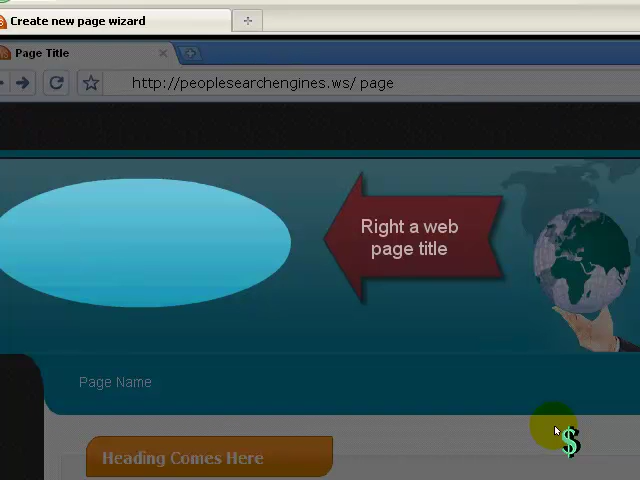 Create new page wizard
Page Title
http://peoplesearchengines.ws/ page
Right a web
page title
Page Name
Heading Comes Here
$